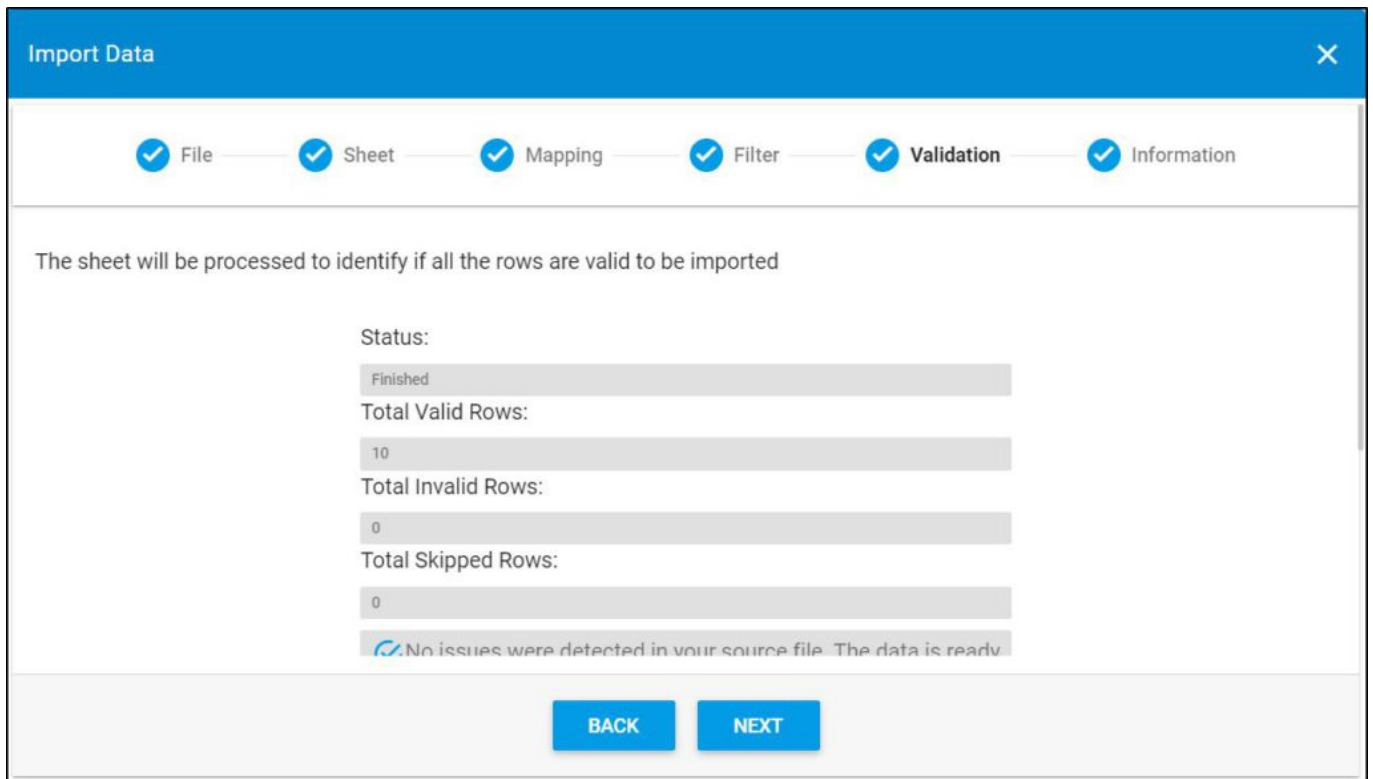 Import Data
File Sheet Mapping Filter Validation Information
The sheet will be processed to identify if all the rows are valid to be imported
Status:
Finished
Total Valid Rows:
10
Total Invalid Rows:
0
Total Skipped Rows:
0
No issues were detected in your source file. The data is ready
BACK NEXT